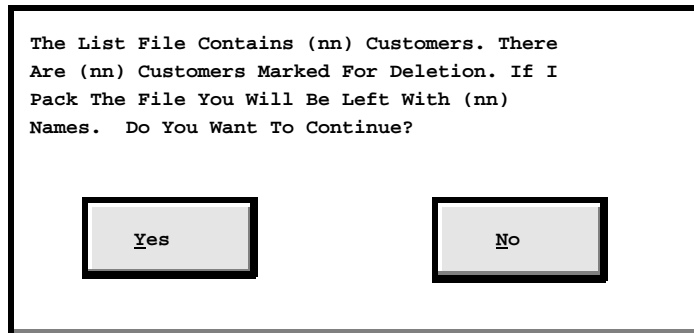 The List File Contains (nn) Customers. There
Are (nn) Customers Marked For Deletion. If I
Pack The File You Will Be Left With (nn)
Names.  Do You Want To Continue?
Yes
No